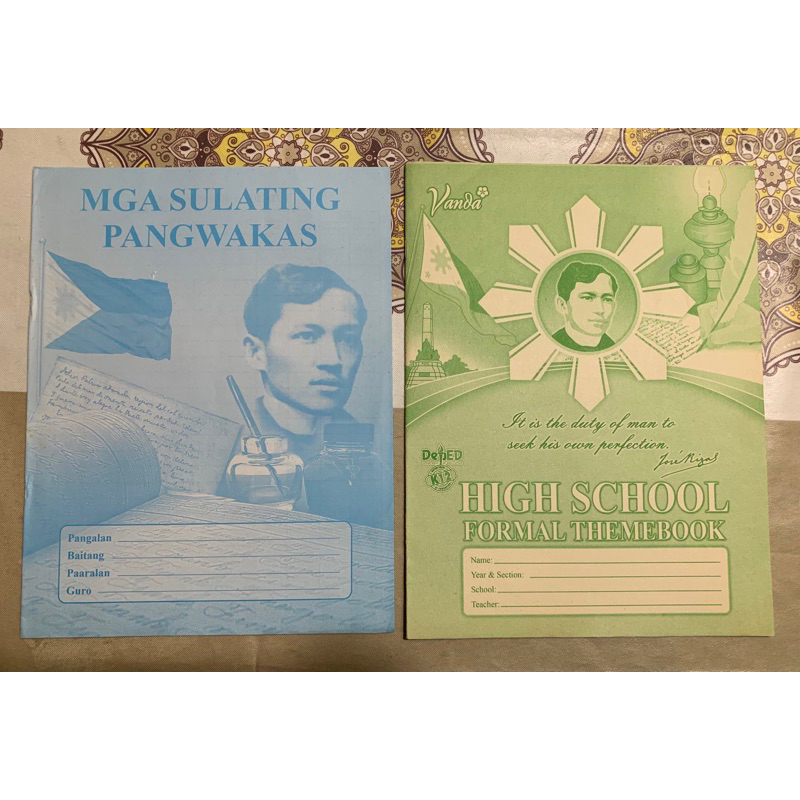 MGA SULATING
PANGWAKAS
Pangalan
Baitang
Paaralan
Guro
Vanda
It is the duty of man to
seek his own perfection.
José Rizal
DepED
K12
HIGH SCHOOL
FORMAL THEMEBOOK
Name:
Year & Section:
School:
Teacher: